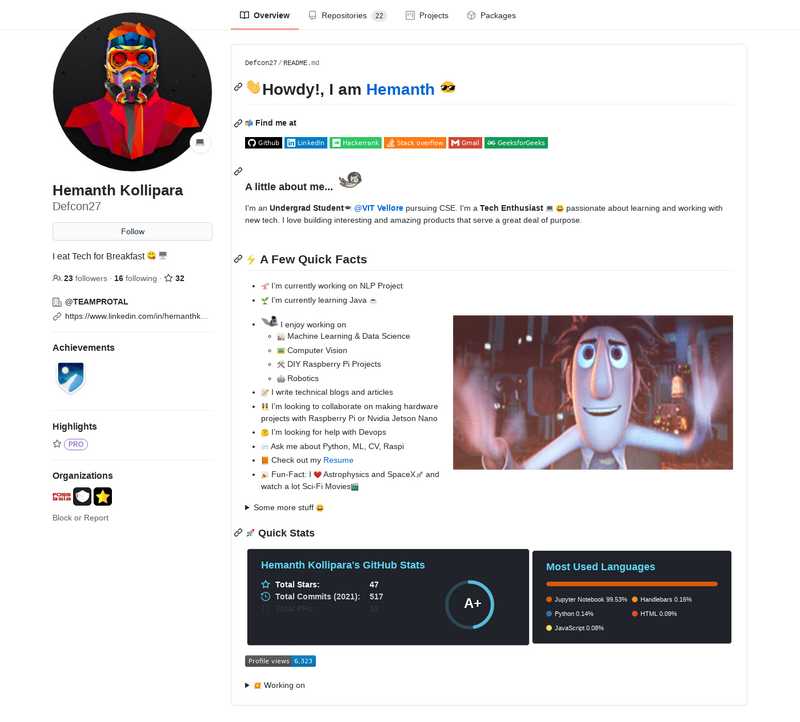 Overview
Repositories 22
Projects
Packages
Defcon27 / README.md
👋Howdy!, I am Hemanth 😎
📫 Find me at
Github
LinkedIn
Hackerrank
Stack overflow
Gmail
GeeksforGeeks
Hemanth Kollipara
Defcon27
Follow
I eat Tech for Breakfast 😋 🖥️
23 followers · 16 following · 32
@TEAMPROTAL
https://www.linkedin.com/in/hemanthk...
Achievements
Highlights
PRO
Organizations
Block or Report
A little about me...
I'm an Undergrad Student✏ @VIT Vellore pursuing CSE. I'm a Tech Enthusiast 💻 😄 passionate about learning and working with
new tech. I love building interesting and amazing products that serve a great deal of purpose.
⚡ A Few Quick Facts
I'm currently working on NLP Project
🌱 I'm currently learning Java ☕
I enjoy working on
Machine Learning & Data Science
Computer Vision
🛠 DIY Raspberry Pi Projects
🤖 Robotics
📝 I write technical blogs and articles
👯 I'm looking to collaborate on making hardware
projects with Raspberry Pi or Nvidia Jetson Nano
🤔 I'm looking for help with Devops
💬 Ask me about Python, ML, CV, Raspi
📙 Check out my Resume
🎉 Fun-Fact: I ❤ Astrophysics and SpaceX🚀 and
watch a lot Sci-Fi Movies🎬
Some more stuff 😄
🚀 Quick Stats
Hemanth Kollipara's GitHub Stats
Total Stars: 47
Total Commits (2021): 517
A+
Most Used Languages
Jupyter Notebook 99.53%
Handlebars 0.16%
Python 0.14%
HTML 0.09%
JavaScript 0.08%
Profile views 6,323
💥 Working on